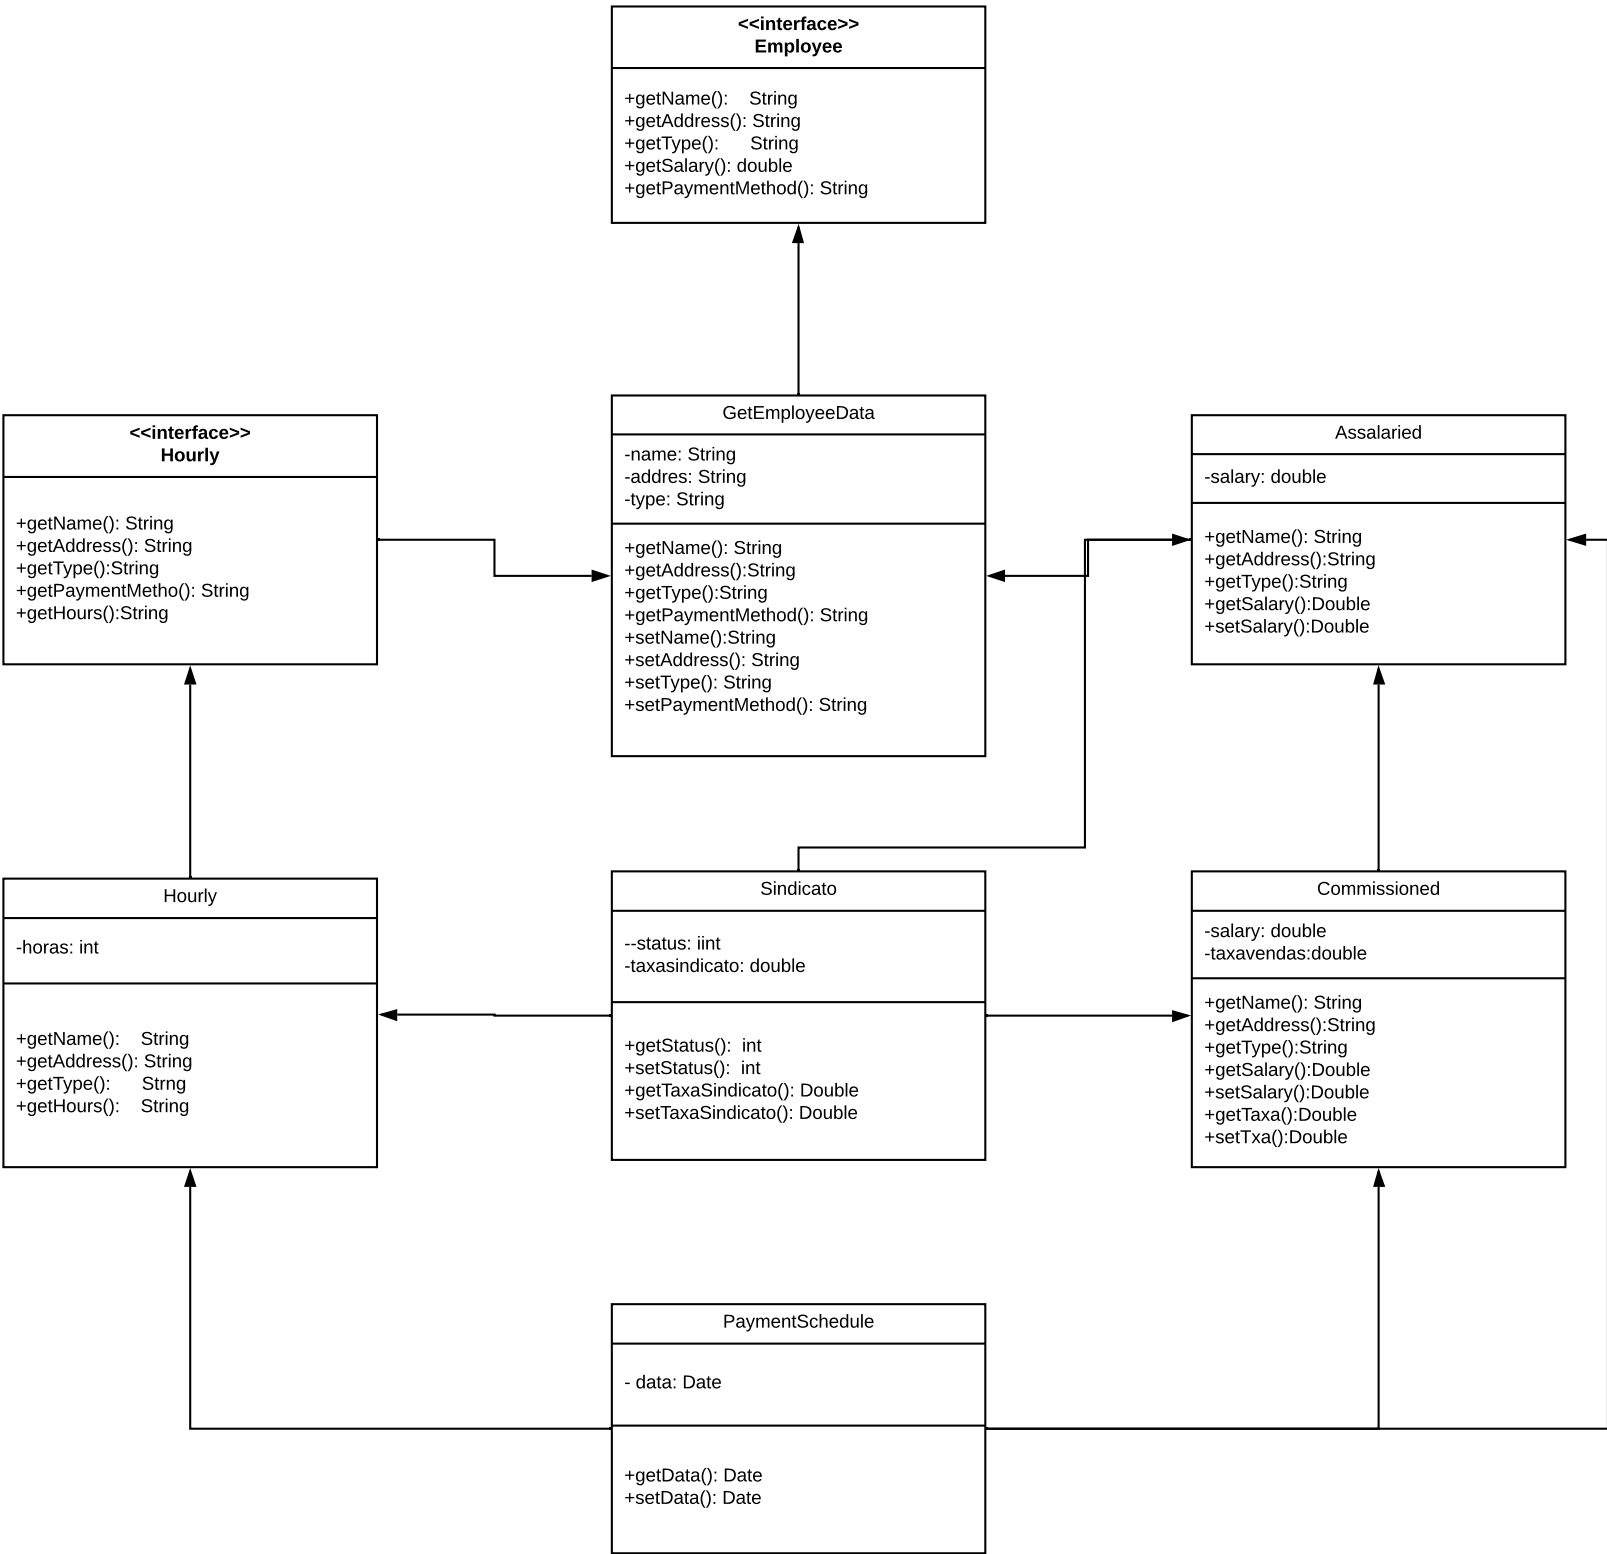 <<interface>>
Employee
+getName():    String
+getAddress(): String
+getType():      String
+getSalary(): double
+getPaymentMethod(): String
<<interface>>
Hourly
+getName(): String
+getAddress(): String
+getType():String
+getPaymentMetho(): String
+getHours():String
GetEmployeeData
-name: String
-addres: String
-type: String
+getName(): String
+getAddress():String
+getType():String
+getPaymentMethod(): String
+setName():String
+setAddress(): String
+setType(): String
+setPaymentMethod(): String
Assalaried
-salary: double
+getName(): String
+getAddress():String
+getType():String
+getSalary():Double
+setSalary():Double
Hourly
-horas: int
+getName():    String
+getAddress(): String
+getType():      Strng
+getHours():    String
Sindicato
--status: iint
-taxasindicato: double
+getStatus():  int
+setStatus():  int
+getTaxaSindicato(): Double
+setTaxaSindicato(): Double
Commissioned
-salary: double
-taxavendas:double
+getName(): String
+getAddress():String
+getType():String
+getSalary():Double
+setSalary():Double
+getTaxa():Double
+setTxa():Double
PaymentSchedule
- data: Date
+getData(): Date
+setData(): Date